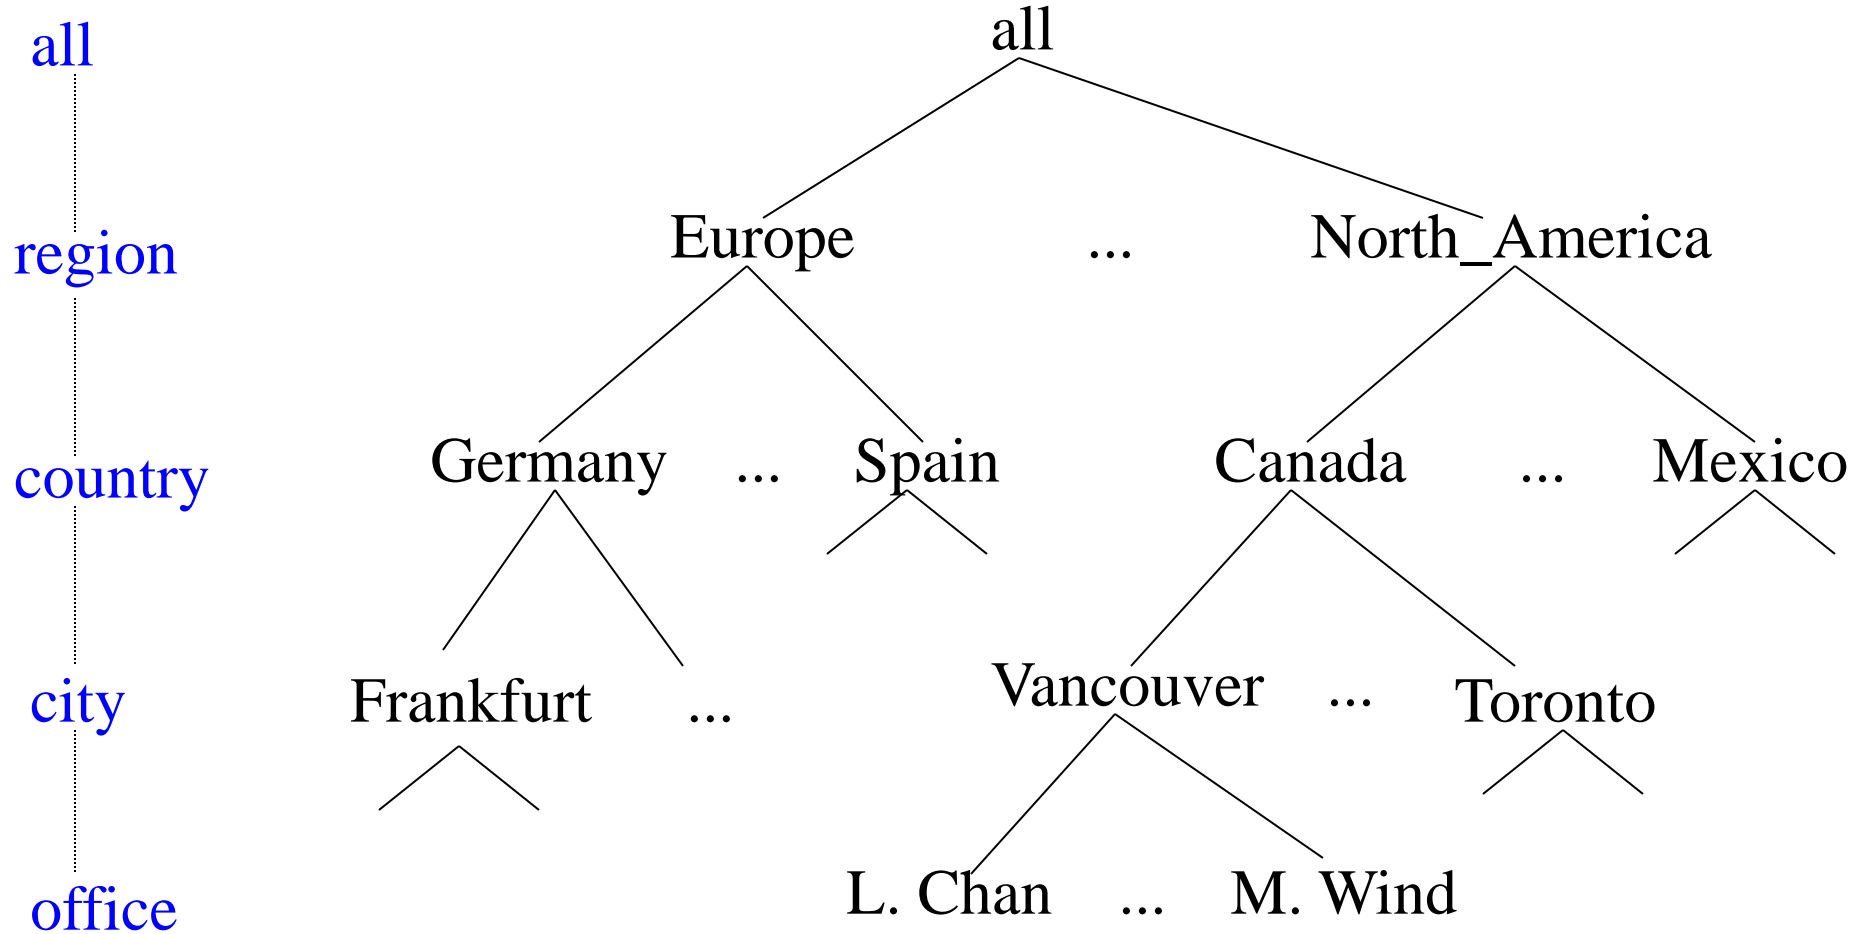 all
all
region
Europe ... North_America
country
Germany ... Spain Canada ... Mexico
city
Frankfurt ... Vancouver ... Toronto
office
L. Chan ... M. Wind